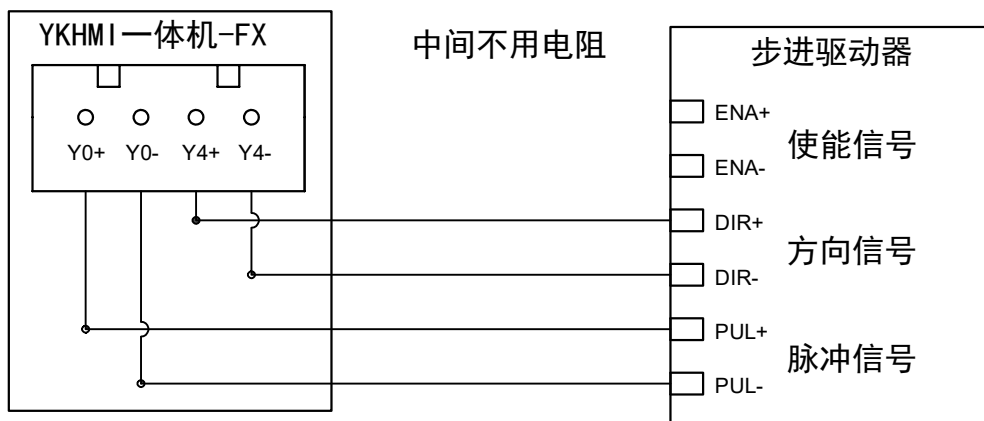 YKHMI一体机-FX
中间不用电阻
步进驱动器
Y0+ Y0- Y4+ Y4-
ENA+
使能信号
ENA-
DIR+
方向信号
DIR-
PUL+
脉冲信号
PUL-